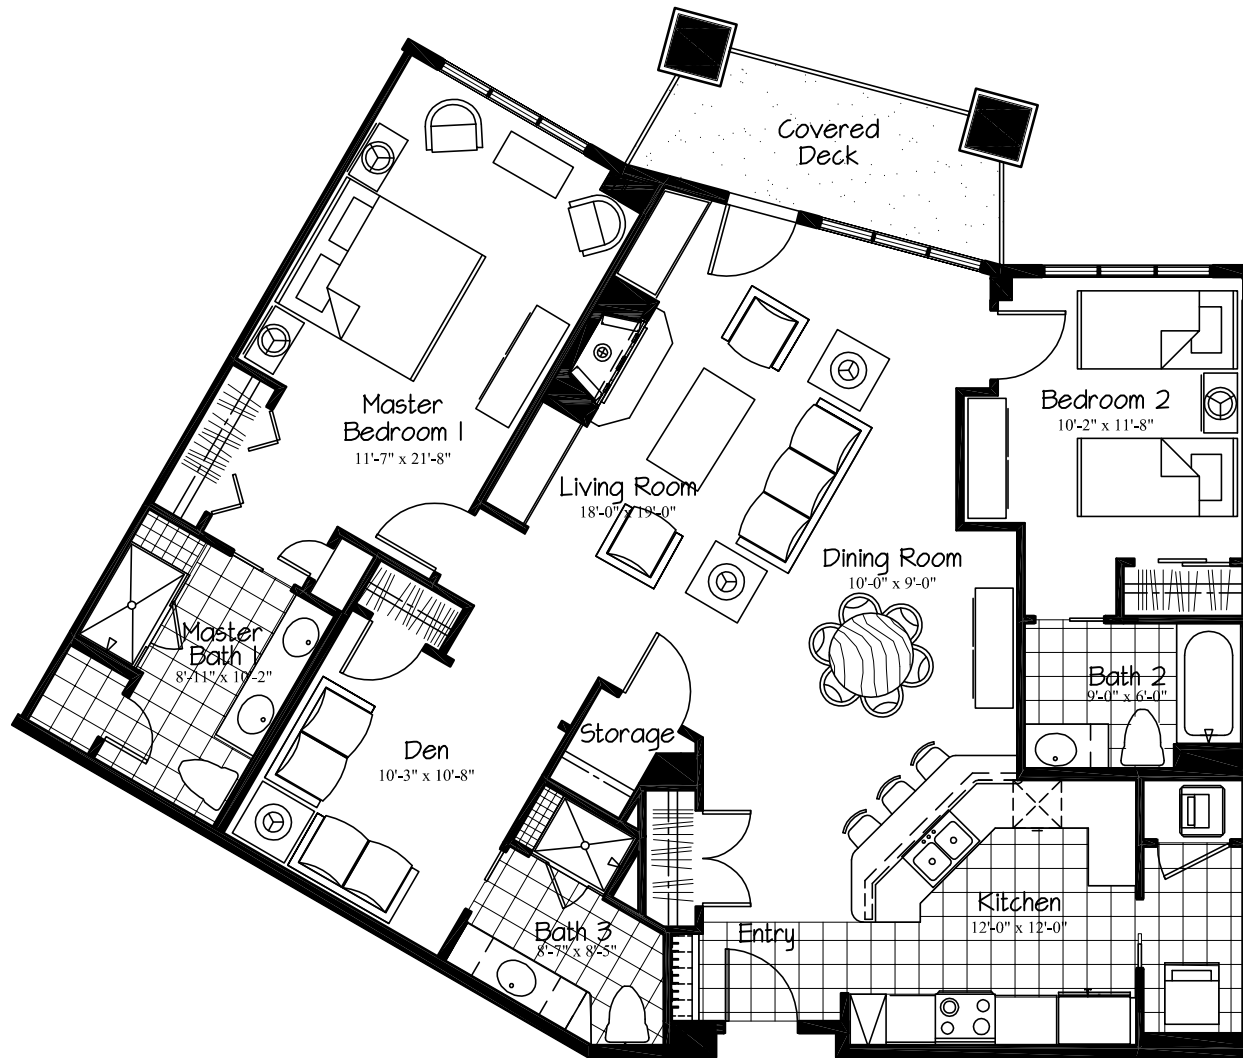 Covered
Deck
Master
Bedroom 1
11'-7" x 21'-8"
Bedroom 2
10'-2" x 11'-8"
Living Room
18'-0" x 19'-0"
Dining Room
10'-0" x 9'-0"
Master
Bath 1
8'-11" x 10'-2"
Bath 2
9'-0" x 6'-0"
Storage
Den
10'-3" x 10'-8"
Kitchen
12'-0" x 12'-0"
Bath 3
8'-7" x 8'-5"
Entry